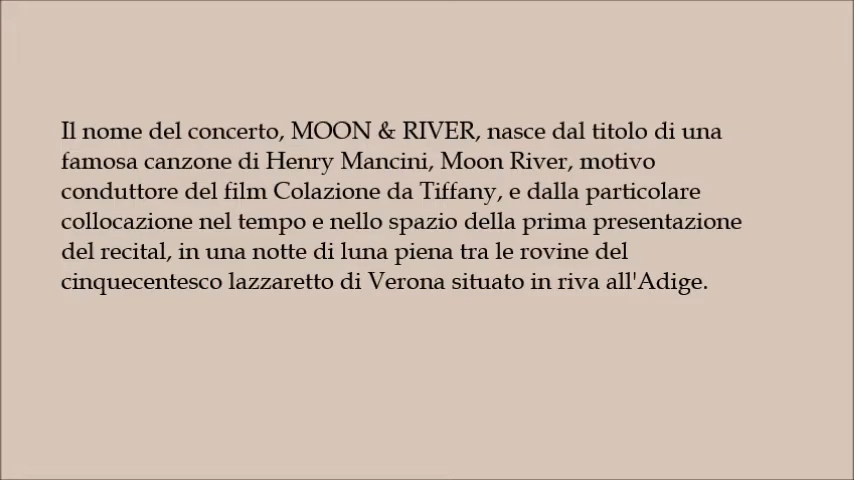 Il nome del concerto, MOON & RIVER, nasce dal titolo di una
famosa canzone di Henry Mancini, Moon River, motivo
conduttore del film Colazione da Tiffany, e dalla particolare
collocazione nel tempo e nello spazio della prima presentazione
del recital, in una notte di luna piena tra le rovine del
cinquecentesco lazzaretto di Verona situato in riva all'Adige.